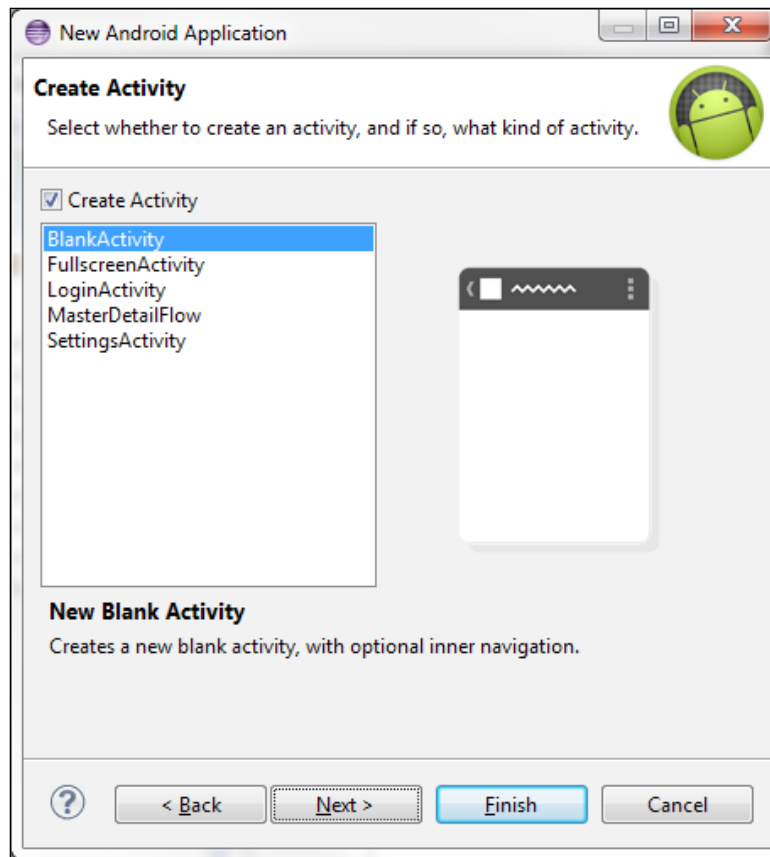 New Android Application
Create Activity
Select whether to create an activity, and if so, what kind of activity.
Create Activity
BlankActivity
FullscreenActivity
LoginActivity
MasterDetailFlow
SettingsActivity
New Blank Activity
Creates a new blank activity, with optional inner navigation.
? < Back Next > Finish Cancel